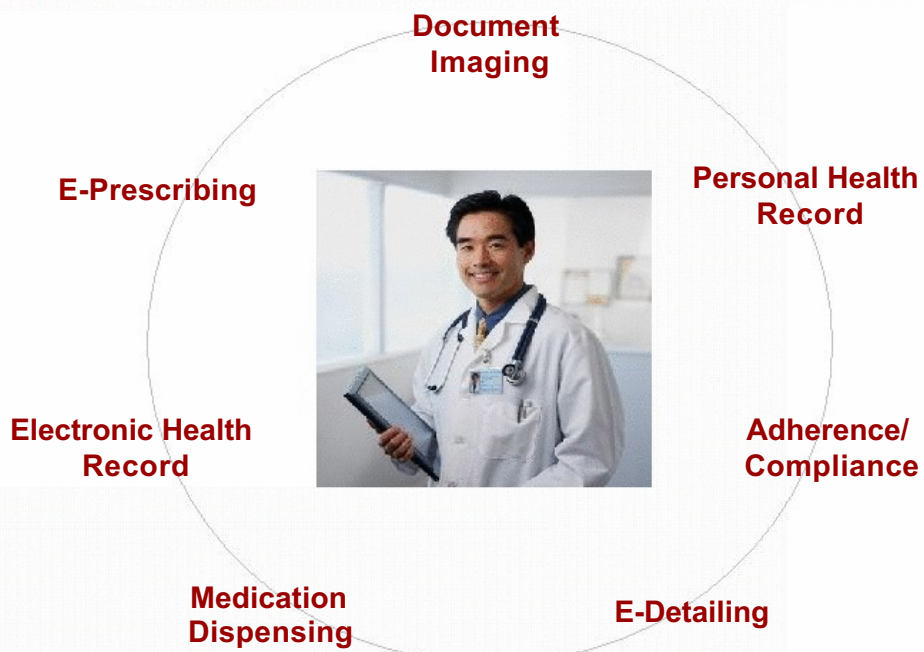 Document
Imaging
E-Prescribing
Personal Health
Record
Electronic Health
Record
Adherence/
Compliance
Medication
Dispensing
E-Detailing